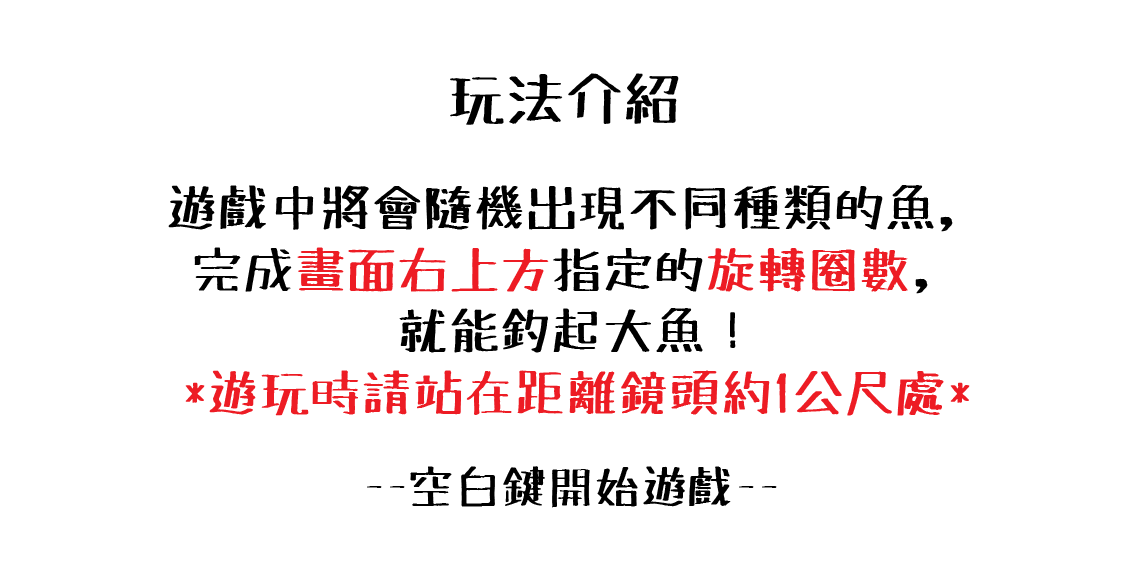 玩法介紹
遊戲中將會隨機出現不同種類的魚,
完成畫面右上方指定的旋轉圈數,
就能釣起大魚！
*遊玩時請站在距離鏡頭約1公尺處*
--空白鍵開始遊戲--